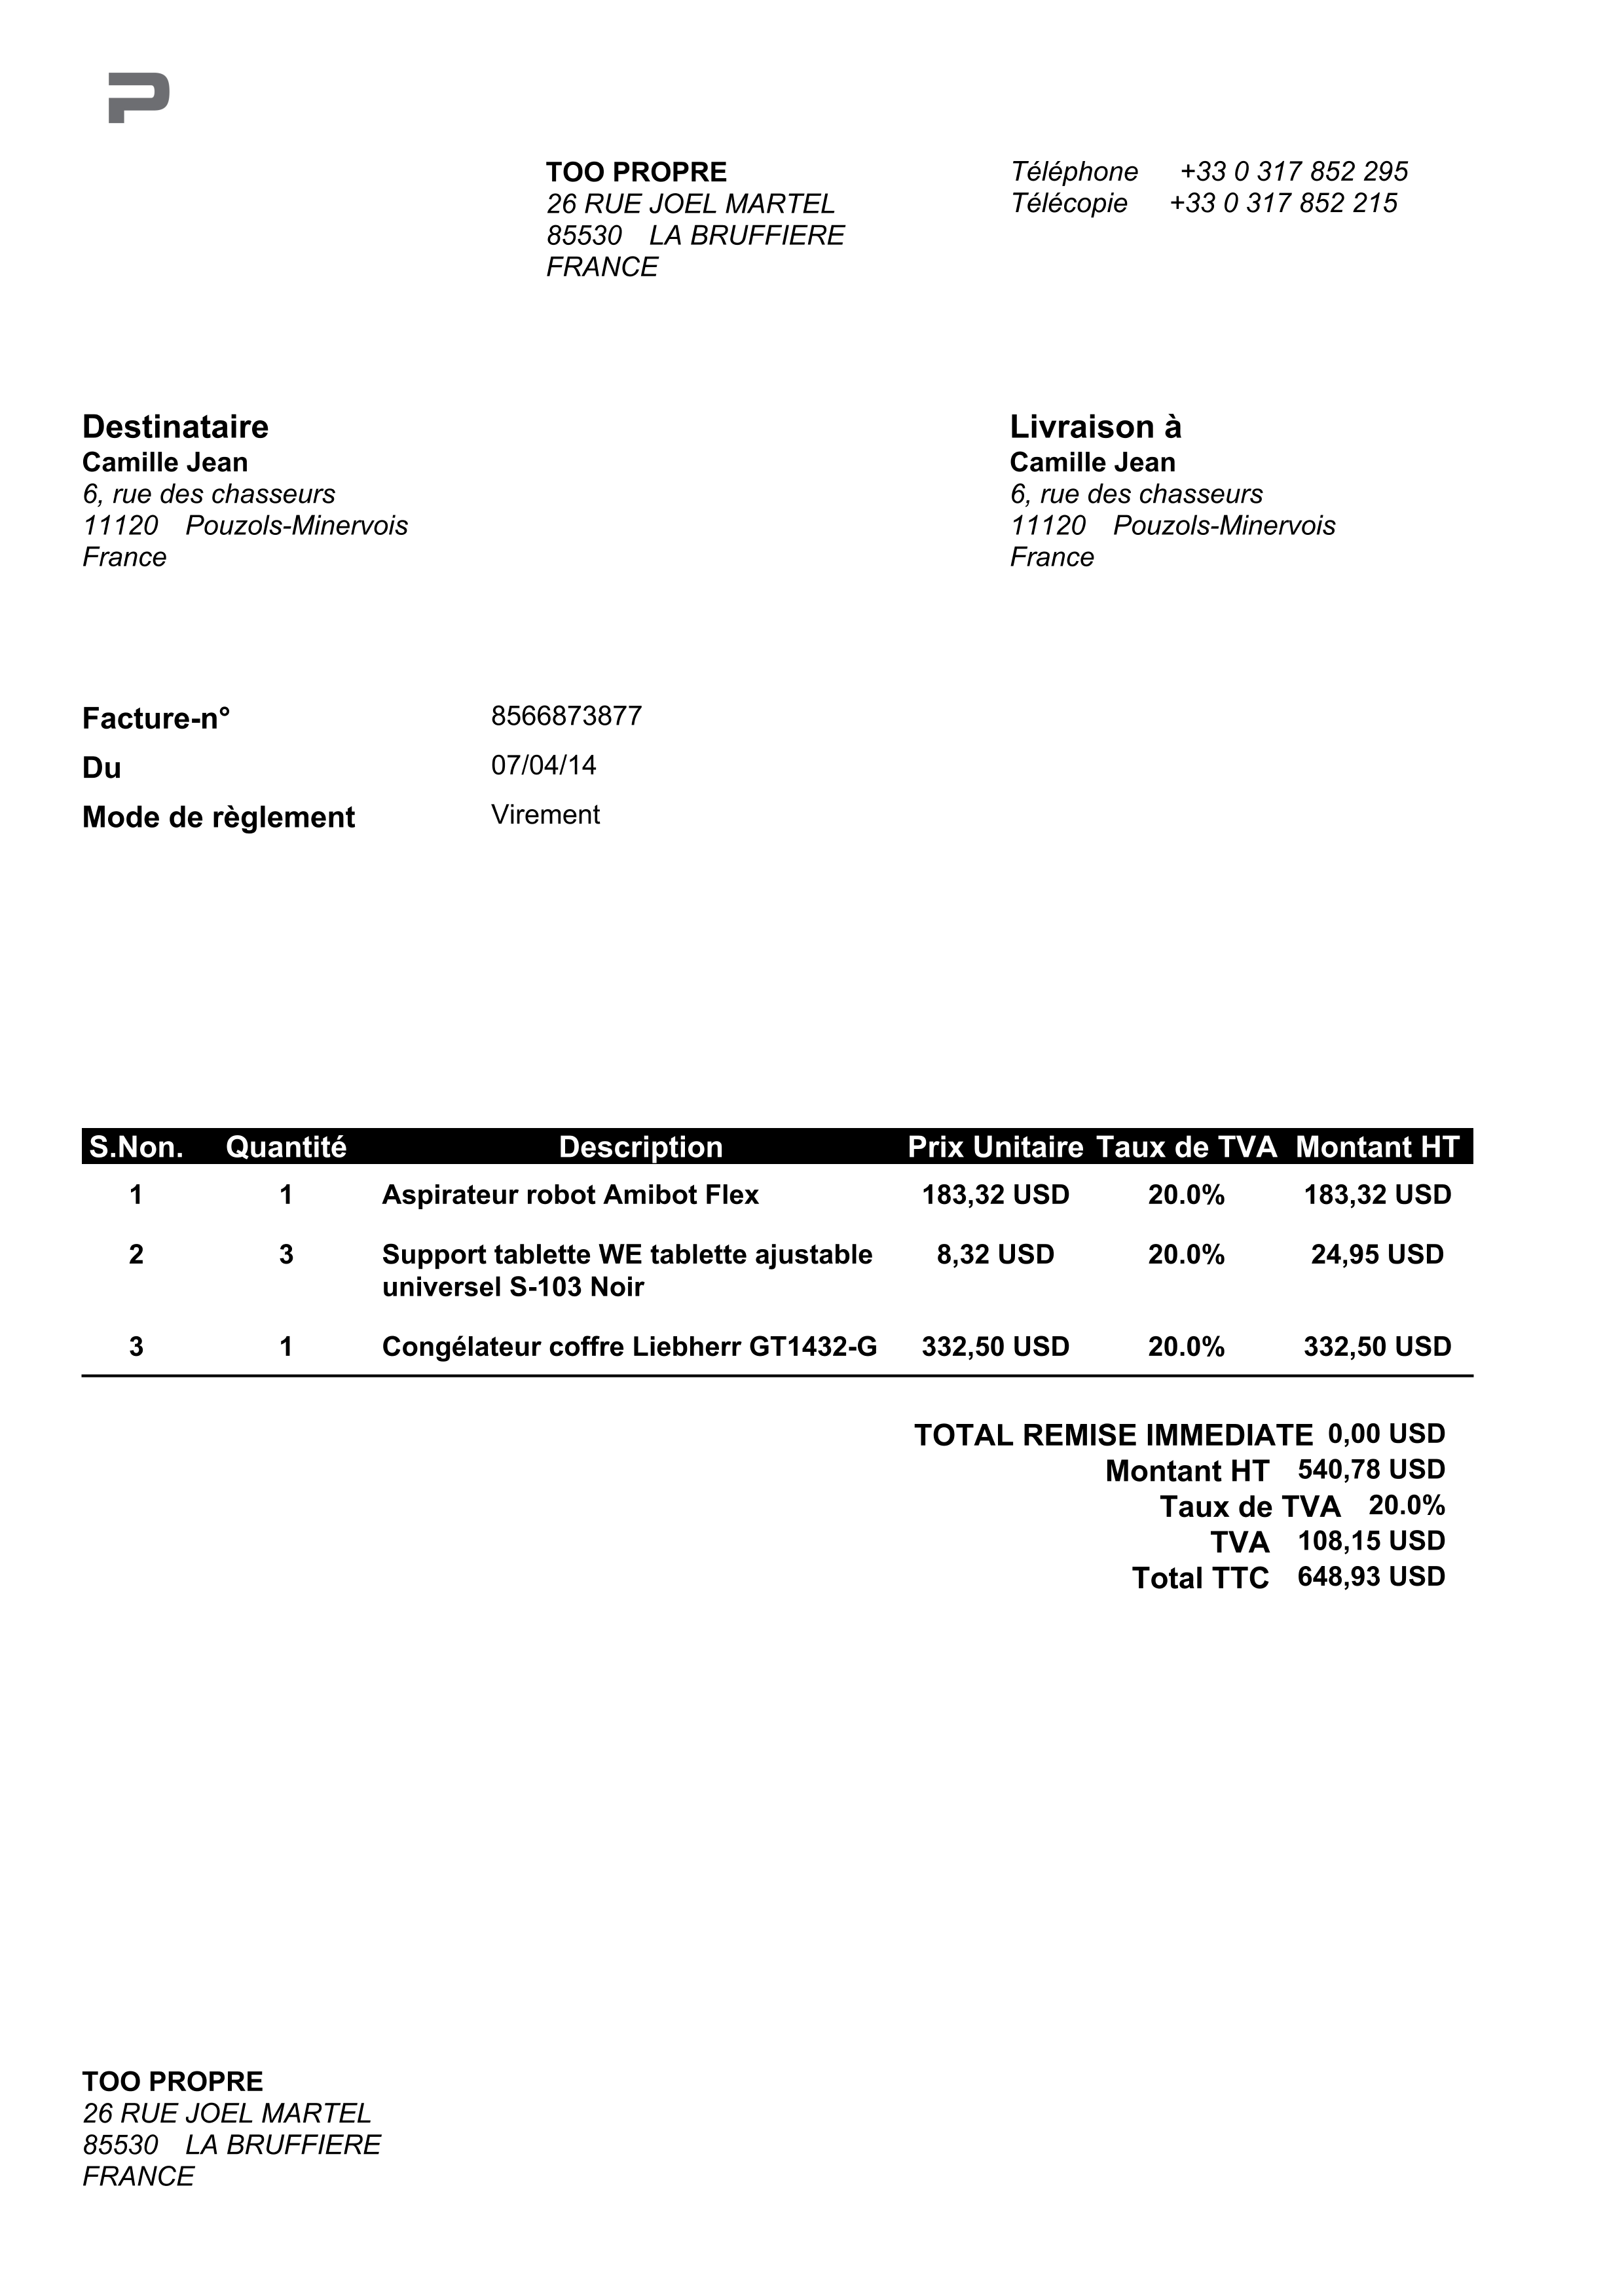 P
TOO PROPRE
26 RUE JOEL MARTEL
85530 LA BRUFFIERE
FRANCE
Téléphone +33 0 317 852 295
Télécopie +33 0 317 852 215
Destinataire
Camille Jean
6, rue des chasseurs
11120 Pouzols-Minervois
France
Livraison à
Camille Jean
6, rue des chasseurs
11120 Pouzols-Minervois
France
Facture-n° 8566873877
Du 07/04/14
Mode de règlement Virement
S.Non. Quantité Description Prix Unitaire Taux de TVA Montant HT
1 1 Aspirateur robot Amibot Flex 183,32 USD 20.0% 183,32 USD
2 3 Support tablette WE tablette ajustable 8,32 USD 20.0% 24,95 USD
universel S-103 Noir
3 1 Congélateur coffre Liebherr GT1432-G 332,50 USD 20.0% 332,50 USD
TOTAL REMISE IMMEDIATE 0,00 USD
Montant HT 540,78 USD
Taux de TVA 20.0%
TVA 108,15 USD
Total TTC 648,93 USD
TOO PROPRE
26 RUE JOEL MARTEL
85530 LA BRUFFIERE
FRANCE